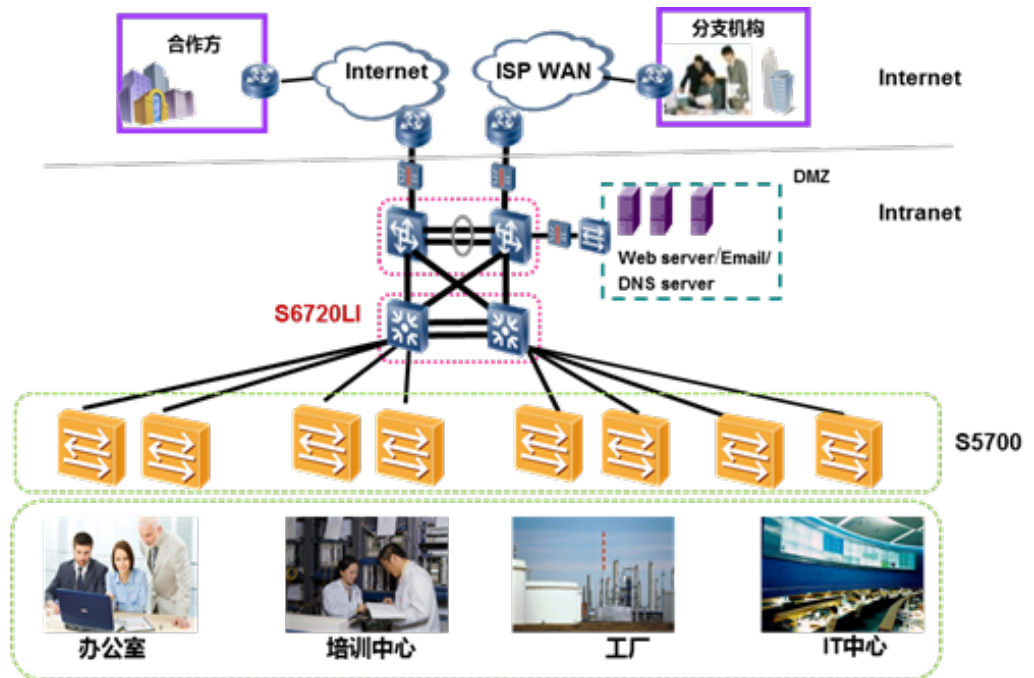 合作方
Internet
ISP WAN
分支机构
Internet
DMZ
Intranet
Web server/Email/
DNS server
S6720LI
S5700
办公室
培训中心
工厂
IT中心